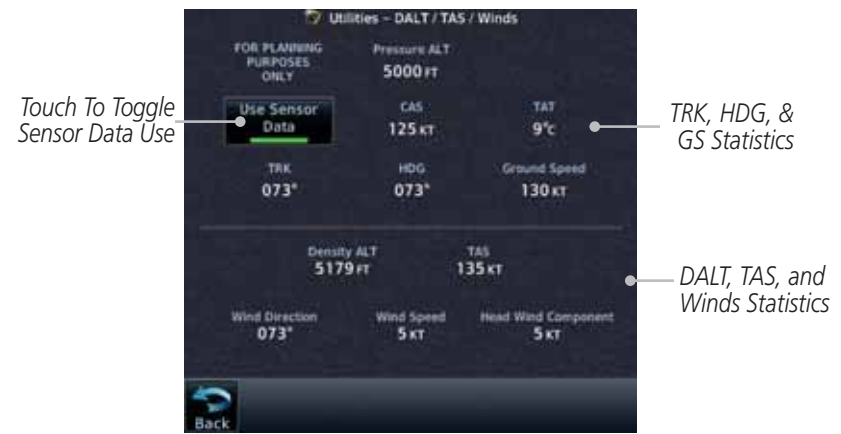 Utilities – DALT / TAS / Winds
FOR PLANNING
PURPOSES
ONLY
Pressure ALT
5000 FT
Touch To Toggle
Sensor Data Use
Use Sensor
Data
CAS
125 KT
TAT
9°C
TRK, HDG, &
GS Statistics
TRK
073°
HDG
073°
Ground Speed
130 KT
Density ALT
5179 FT
TAS
135 KT
DALT, TAS, and
Winds Statistics
Wind Direction
073°
Wind Speed
5 KT
Head Wind Component
5 KT
Back